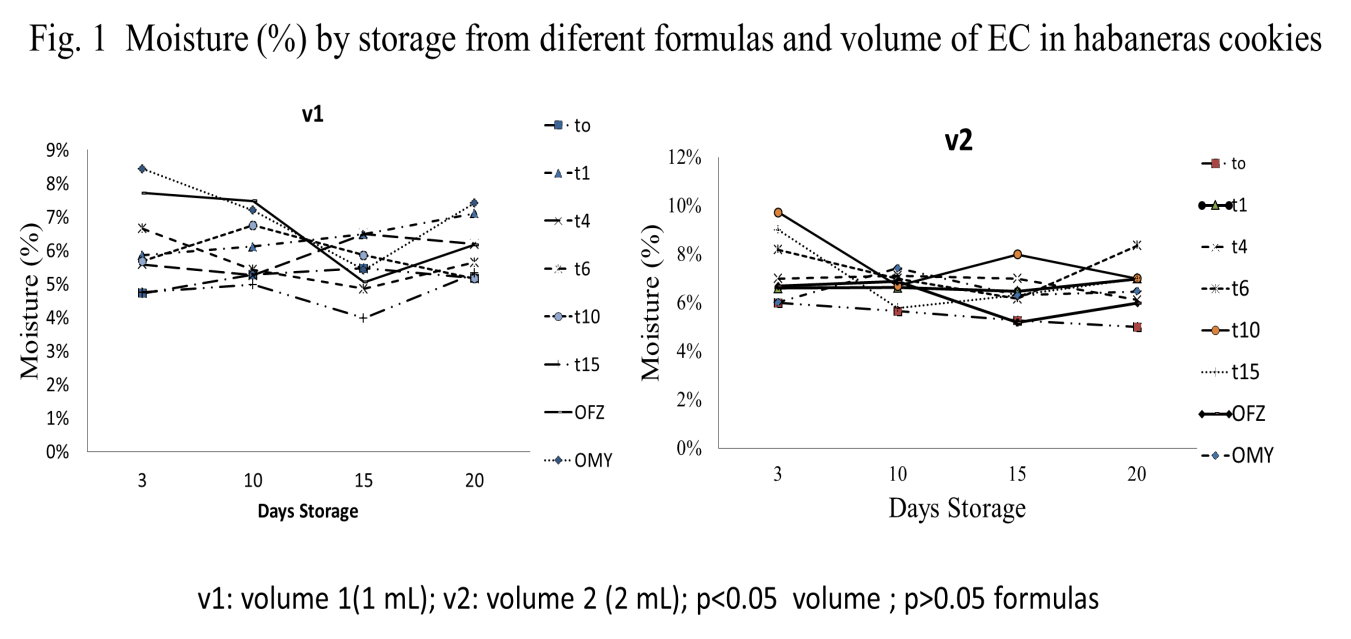 Fig. 1 Moisture (%) by storage from diferent formulas and volume of EC in habaneras cookies
v1
9%
8%
7%
6%
5%
4%
3%
2%
1%
0%
Moisture (%)
3 10 15 20
Days Storage
to
t1
t4
t6
t10
t15
OFZ
OMY
v2
12%
10%
8%
6%
4%
2%
0%
Moisture (%)
3 10 15 20
Days Storage
to
t1
t4
t6
t10
t15
OFZ
OMY
v1: volume 1(1 mL); v2: volume 2 (2 mL); p<0.05 volume ; p>0.05 formulas